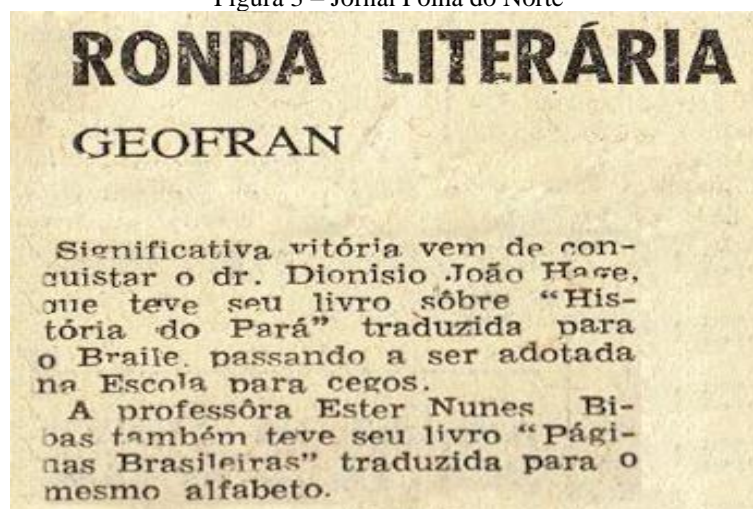 Figura 3 – Jornal Folha do Norte
RONDA LITERÁRIA
GEOFRAN
Significativa vitória vem de con-
quistar o dr. Dionisio João Hage,
que teve seu livro sôbre "His-
tória do Pará" traduzida para
o Braile, passando a ser adotada
na Escola para cegos.
A professôra Ester Nunes Bi-
bas também teve seu livro "Pági-
nas Brasileiras" traduzida para o
mesmo alfabeto.